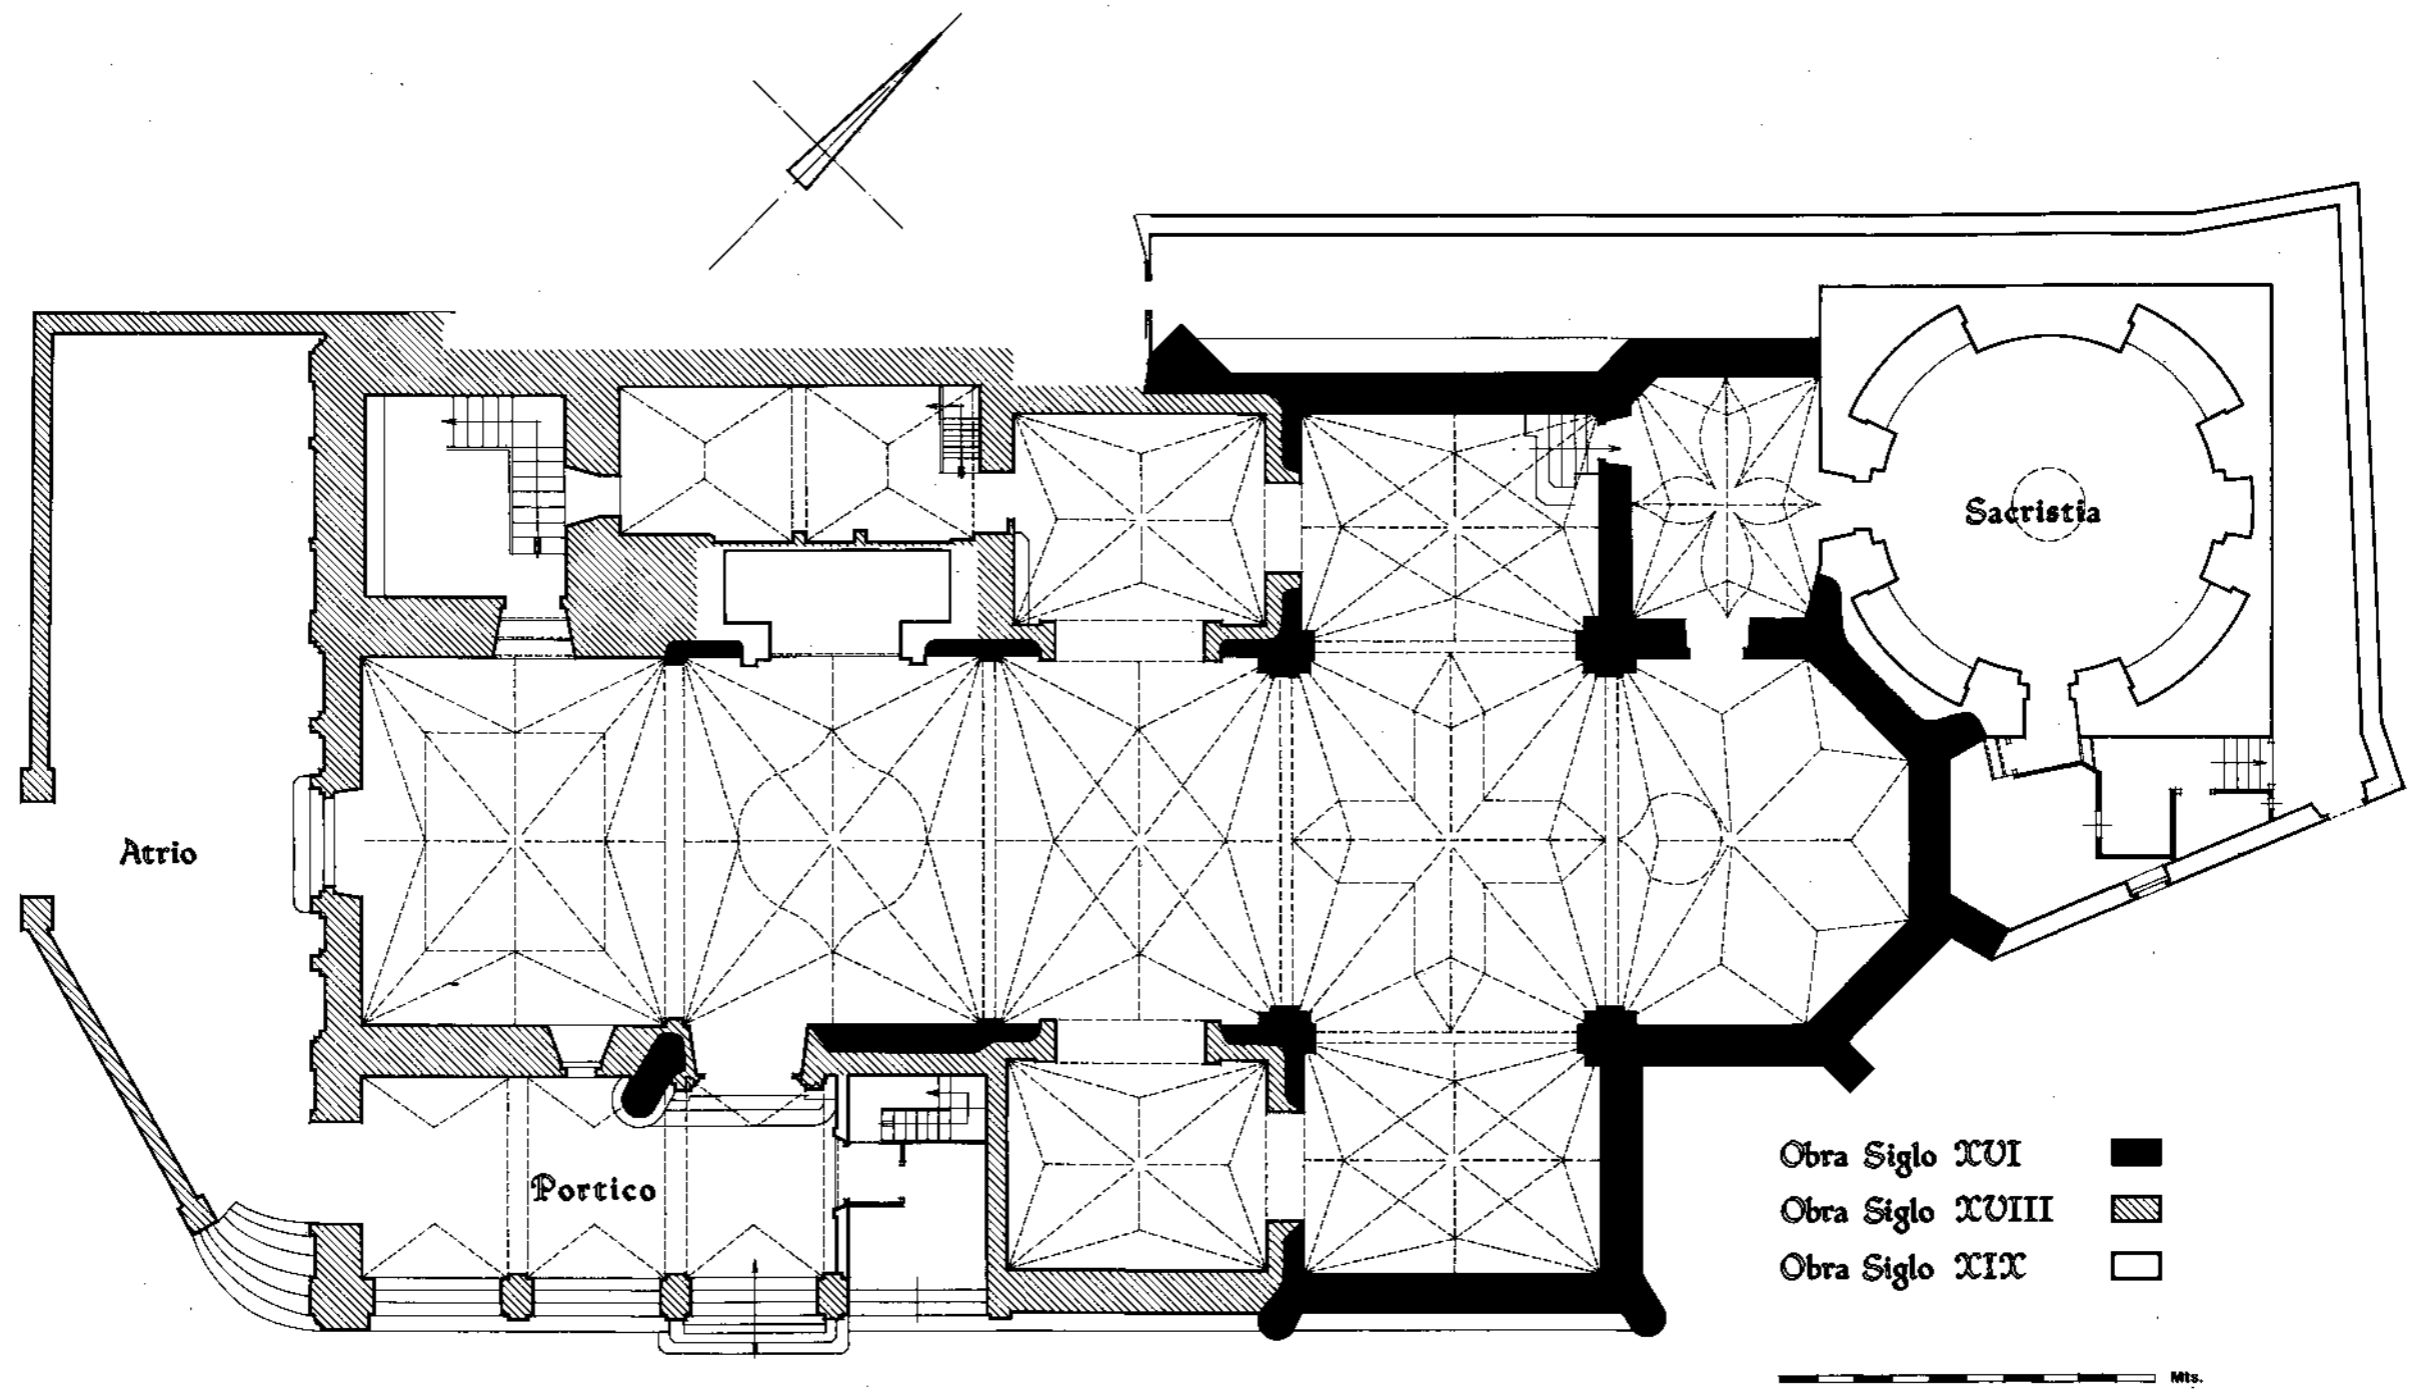 Sacristia
Atrio
Portico
Obra Siglo XVI
Obra Siglo XVIII
Obra Siglo XIX
Mts.